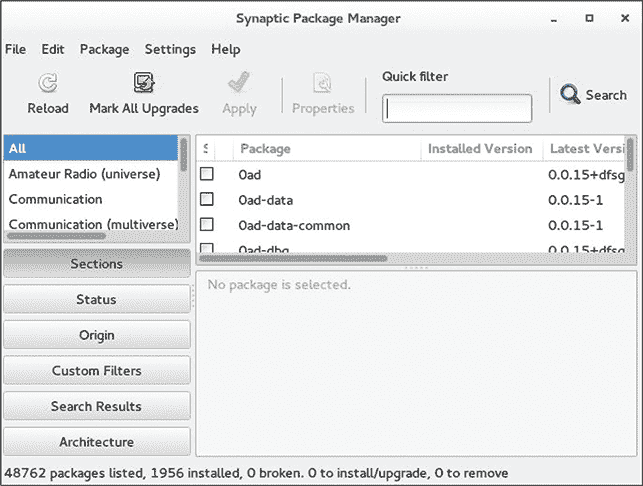 Synaptic Package Manager
File Edit Package Settings Help
Quick filter
Reload Mark All Upgrades Apply Properties Search
All
Amateur Radio (universe)
Communication
Communication (multiverse)
S Package Installed Version Latest Versi
0ad 0.0.15+dfsg
0ad-data 0.0.15-1
0ad-data-common 0.0.15-1
0ad-dbg 0.0.15+dfsg
Sections
Status
Origin
Custom Filters
Search Results
Architecture
No package is selected.
48762 packages listed, 1956 installed, 0 broken. 0 to install/upgrade, 0 to remove